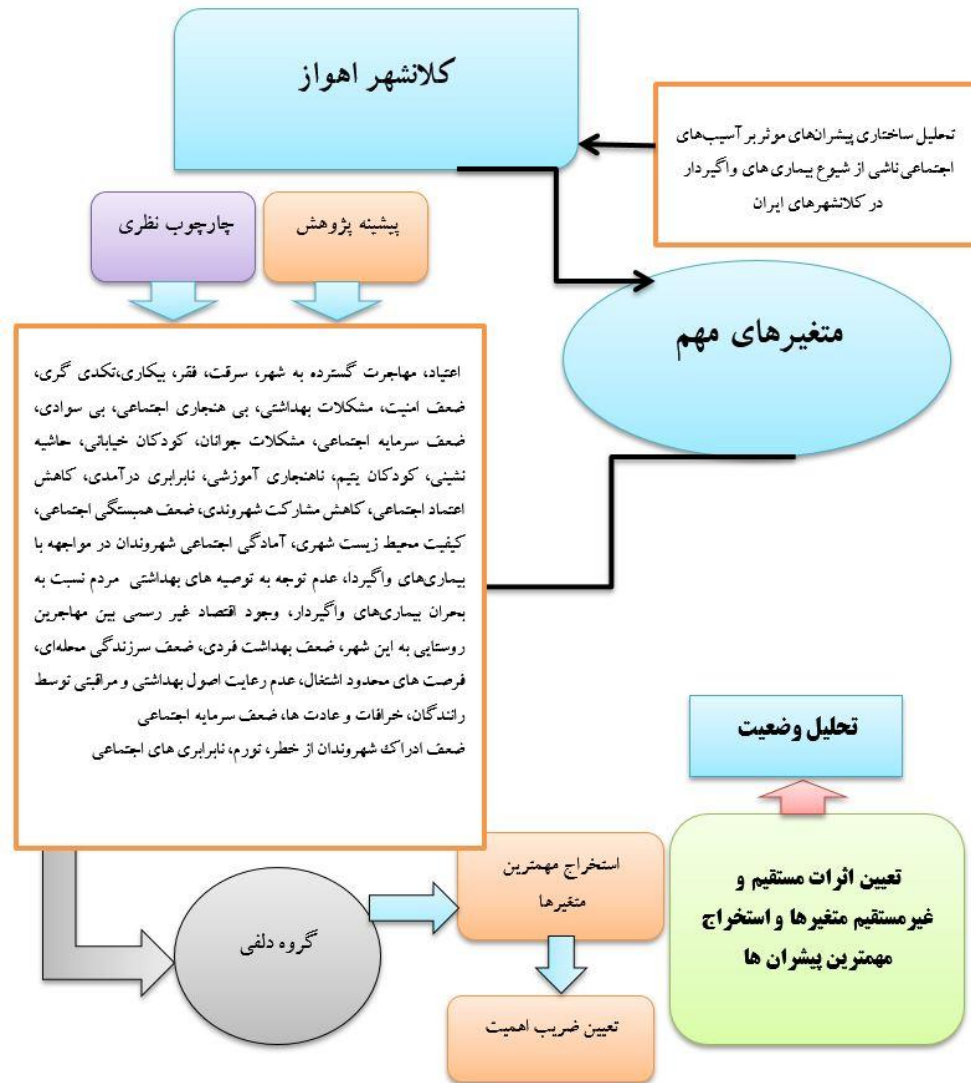 کلانشهر اهواز
تحلیل ساختاری پیشران‌های موثر بر آسیب‌های
اجتماعی ناشی از شیوع بیماری های واگیردار
در کلانشهرهای ایران
پیشینه پژوهش
چارچوب نظری
متغیرهای مهم
اعتیاد، مهاجرت گسترده به شهر، سرقت، فقر، بیکاری،تکدی گری،
ضعف امنیت، مشکلات بهداشتی، بی هنجاری اجتماعی، بی سوادی،
ضعف سرمایه اجتماعی، مشکلات جوانان، کودکان خیابانی، حاشیه
نشینی، کودکان یتیم، ناهنجاری آموزشی، نابرابری درآمدی، کاهش
اعتماد اجتماعی، کاهش مشارکت شهروندی، ضعف همبستگی اجتماعی،
کیفیت محیط زیست شهری، آمادگی اجتماعی شهروندان در مواجهه با
بیماری‌های واگیردا، عدم توجه به توصیه های بهداشتی مردم نسبت به
بحران بیماری‌های واگیردار، وجود اقتصاد غیر رسمی بین مهاجرین
روستایی به این شهر، ضعف بهداشت فردی، ضعف سرزندگی محله‌ای،
فرصت های محدود اشتغال، عدم رعایت اصول بهداشتی و مراقبتی توسط
رانندگان، خرافات و عادت ها، ضعف سرمایه اجتماعی
ضعف ادراک شهروندان از خطر، تورم، نابرابری های اجتماعی
تحلیل وضعیت
تعیین اثرات مستقیم و
غیرمستقیم متغیرها و استخراج
مهمترین پیشران ها
استخراج مهمترین
متغیرها
گروه دلفی
تعیین ضریب اهمیت